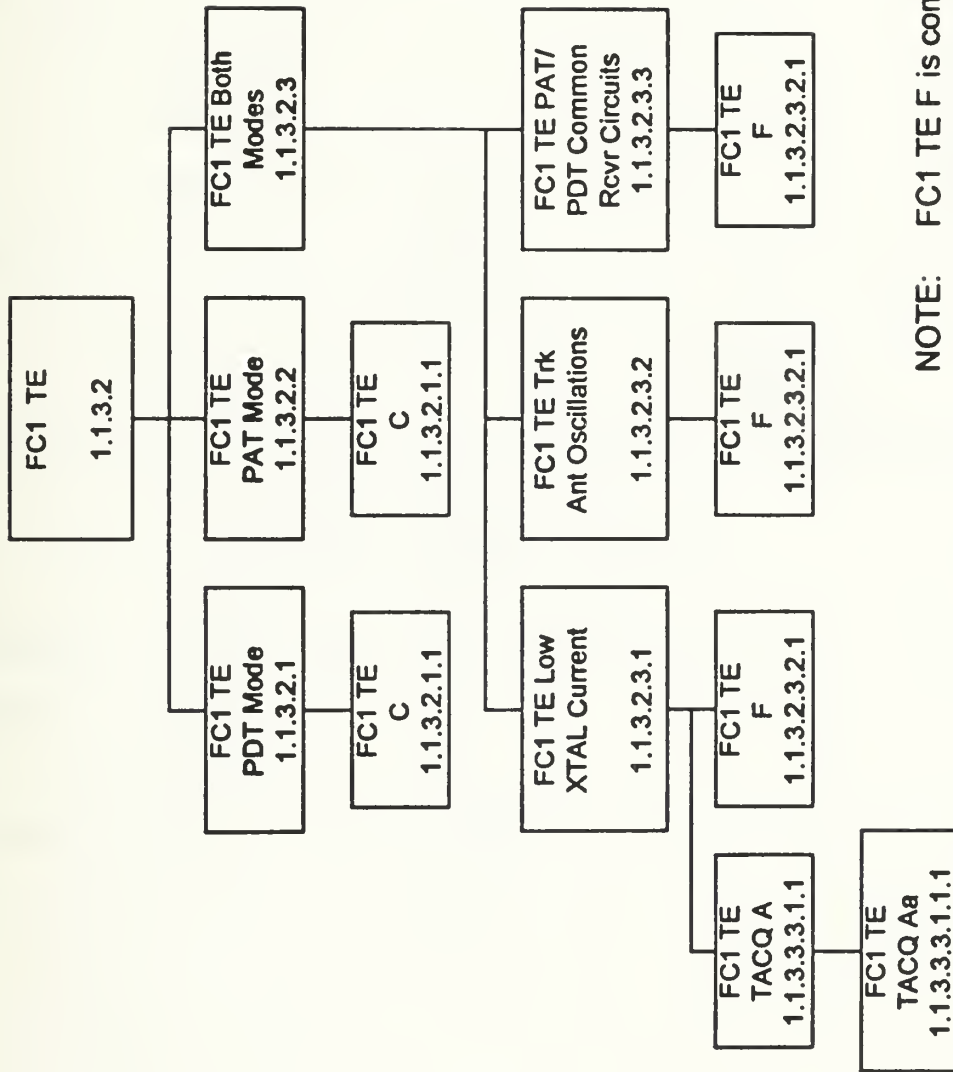 FC1 TE
1.1.3.2
FC1 TE
PDT Mode
1.1.3.2.1
FC1 TE
PAT Mode
1.1.3.2.2
FC1 TE Both
Modes
1.1.3.2.3
FC1 TE
C
1.1.3.2.1.1
FC1 TE
C
1.1.3.2.1.1
FC1 TE Low
XTAL Current
1.1.3.2.3.1
FC1 TE Trk
Ant Oscillations
1.1.3.2.3.2
FC1 TE PAT/
PDT Common
Rcvr Circuits
1.1.3.2.3.3
FC1 TE
TACQ A
1.1.3.3.3.1.1
FC1 TE
F
1.1.3.2.3.2.1
FC1 TE
F
1.1.3.2.3.2.1
FC1 TE
F
1.1.3.2.3.2.1
FC1 TE
TACQ Aa
1.1.3.3.3.1.1.1
NOTE: FC1 TE F is